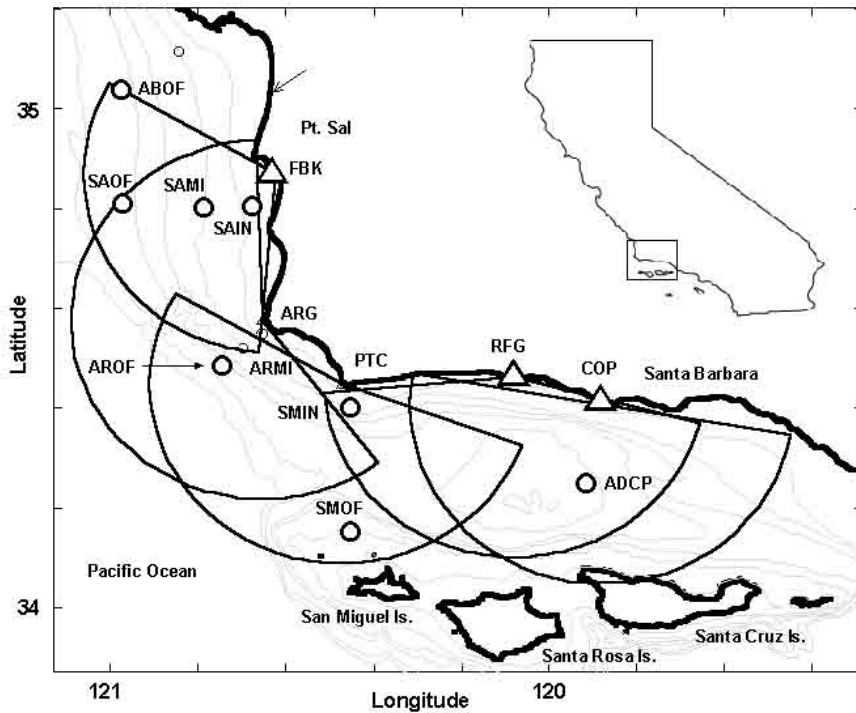 35
ABOF
Pt. Sal
FBK
SAOF
SAMI
SAIN
Latitude
ARG
AROF
ARMI
PTC
RFG
COP
Santa Barbara
SMIN
ADCP
SMOF
Pacific Ocean
34
San Miguel Is.
Santa Rosa Is.
Santa Cruz Is.
121
Longitude
120